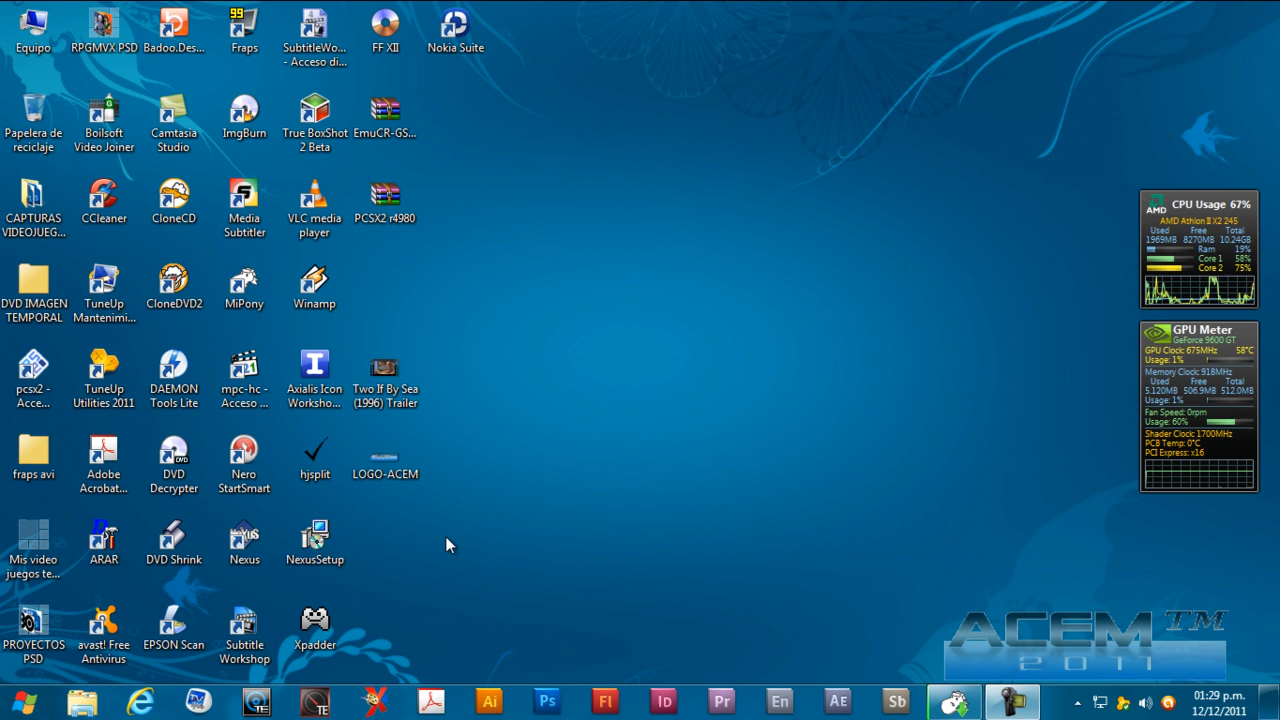 Equipo
RPGMVX PSD
Badoo.Des...
99
Fraps
SubtitleWo...
- Acceso di...
FF XII
Nokia Suite
Papelera de
reciclaje
Boilsoft
Video Joiner
Camtasia
Studio
ImgBurn
True BoxShot
2 Beta
EmuCR-GS...
CAPTURAS
VIDEOJUEG...
CCleaner
CloneCD
Media
Subtitler
VLC media
player
PCSX2 r4980
DVD IMAGEN
TEMPORAL
TuneUp
Mantenimi...
CloneDVD2
MiPony
Winamp
pcsx2 -
Acce...
TuneUp
Utilities 2011
DAEMON
Tools Lite
mpc-hc -
Acceso ...
Axialis Icon
Worksho...
Two If By Sea
(1996) Trailer
fraps avi
Adobe
Acrobat...
DVD
Decrypter
Nero
StartSmart
hjsplit
LOGO-ACEM
Mis video
juegos te...
ARAR
DVD Shrink
Nexus
NexusSetup
PROYECTOS
PSD
avast! Free
Antivirus
EPSON Scan
Subtitle
Workshop
Xpadder
AMD
CPU Usage 67%
AMD Athlon II X2 245
Used Free Total
1969MB 8270MB 10.24GB
Ram 19%
Core 1 58%
Core 2 75%
GPU Meter
GeForce 9600 GT
GPU Clock: 675MHz 58°C
Usage: 1%
Memory Clock: 918MHz
Used Free Total
5.120MB 506.9MB 512.0MB
Usage: 1%
Fan Speed: 0rpm
Usage: 60%
Shader Clock: 1700MHz
PCB Temp: 0°C
PCI Express: x16
ACEM™
2011
TV
TE
TE
Ai
Ps
Fl
Id
Pr
En
AE
Sb
01:29 p.m.
12/12/2011